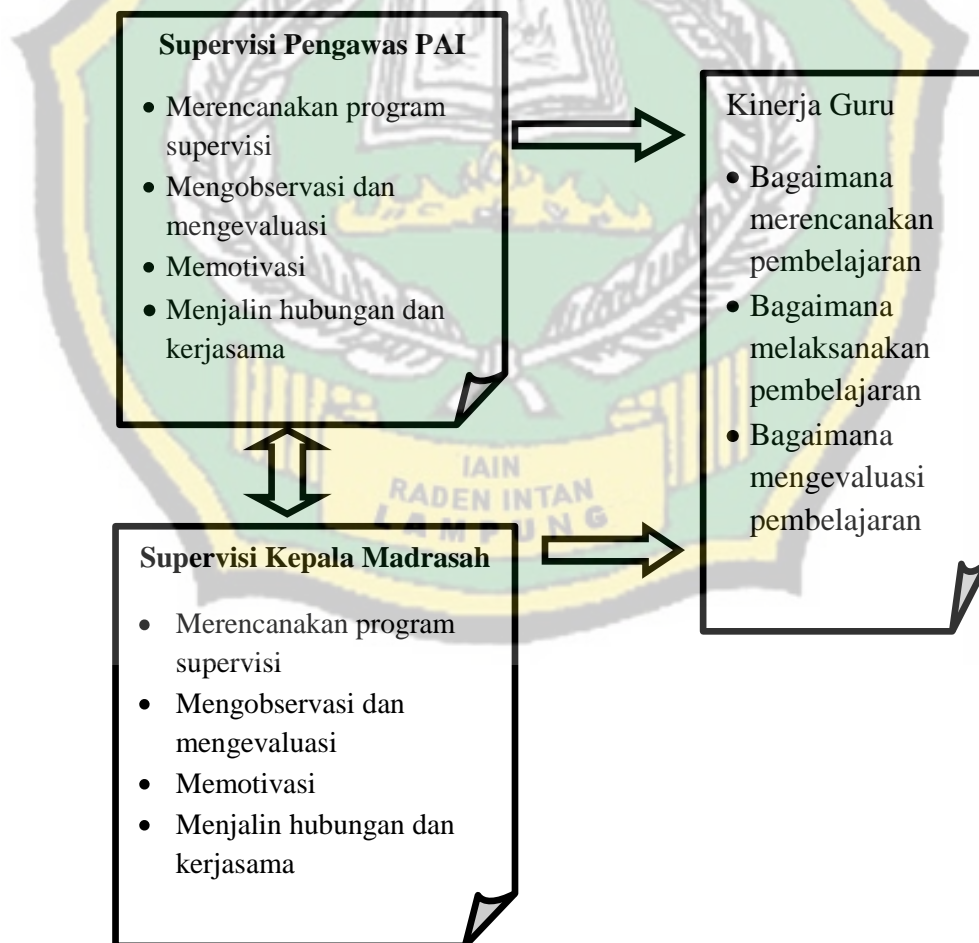 Supervisi Pengawas PAI
• Merencanakan program
supervisi
• Mengobservasi dan
mengevaluasi
• Memotivasi
• Menjalin hubungan dan
kerjasama
Kinerja Guru
• Bagaimana
merencanakan
pembelajaran
• Bagaimana
melaksanakan
pembelajaran
• Bagaimana
mengevaluasi
pembelajaran
IAIN
RADEN INTAN
LAMPUNG
Supervisi Kepala Madrasah
• Merencanakan program
supervisi
• Mengobservasi dan
mengevaluasi
• Memotivasi
• Menjalin hubungan dan
kerjasama